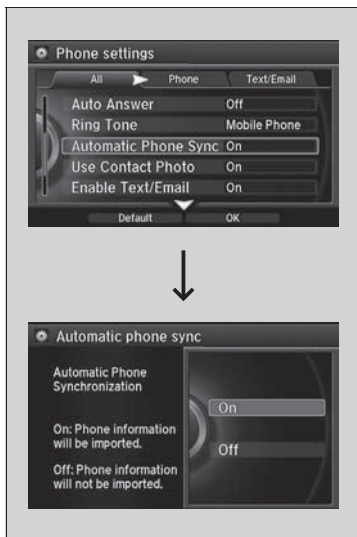 Phone settings
All Phone Text/Email
Auto Answer Off
Ring Tone Mobile Phone
Automatic Phone Sync On
Use Contact Photo On
Enable Text/Email On
Default OK
Automatic phone sync
Automatic Phone
Synchronization
On: Phone information
will be imported.
Off: Phone information
will not be imported.
On
Off